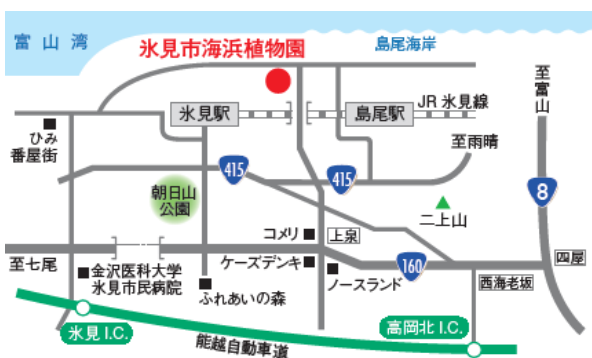 富山湾
氷見市海浜植物園
島尾海岸
至富山
氷見駅
島尾駅
JR 氷見線
ひみ
番屋街
至雨晴
415
415
8
朝日山
公園
二上山
コメリ
上泉
ケーズデンキ
160
四屋
至七尾
金沢医科大学
氷見市民病院
ふれあいの森
ノースランド
西海老坂
氷見 I.C.
能越自動車道
高岡北 I.C.